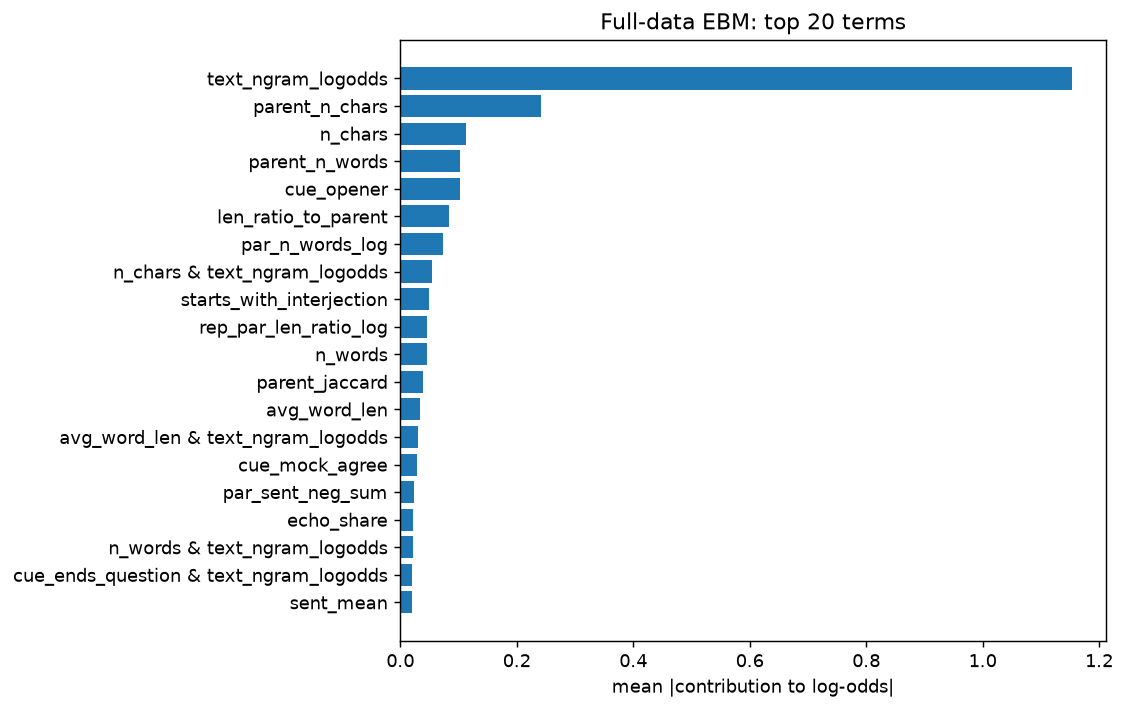 Full-data EBM: top 20 terms
text_ngram_logodds
parent_n_chars
n_chars
parent_n_words
cue_opener
len_ratio_to_parent
par_n_words_log
n_chars & text_ngram_logodds
starts_with_interjection
rep_par_len_ratio_log
n_words
parent_jaccard
avg_word_len
avg_word_len & text_ngram_logodds
cue_mock_agree
par_sent_neg_sum
echo_share
n_words & text_ngram_logodds
cue_ends_question & text_ngram_logodds
sent_mean
0.0 0.2 0.4 0.6 0.8 1.0 1.2
mean |contribution to log-odds|